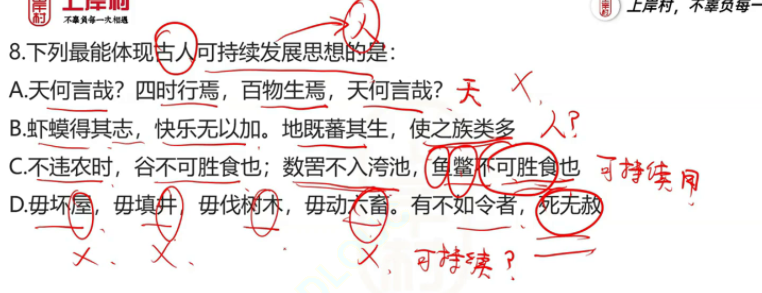 上岸村
不辜负每一次相遇
上岸村,不辜负每一
人
8.下列最能体现古人可持续发展思想的是:
A.天何言哉?四时行焉,百物生焉,天何言哉? 天 X.
B.虾蟆得其志,快乐无以加。地既蕃其生,使之族类多 人?
C.不违农时,谷不可胜食也;数罟不入洿池,鱼鳖不可胜食也 可持续用
D.毋坏屋,毋填井,毋伐树木,毋动六畜。有不如令者,死无赦
X. X. X. 可持续?